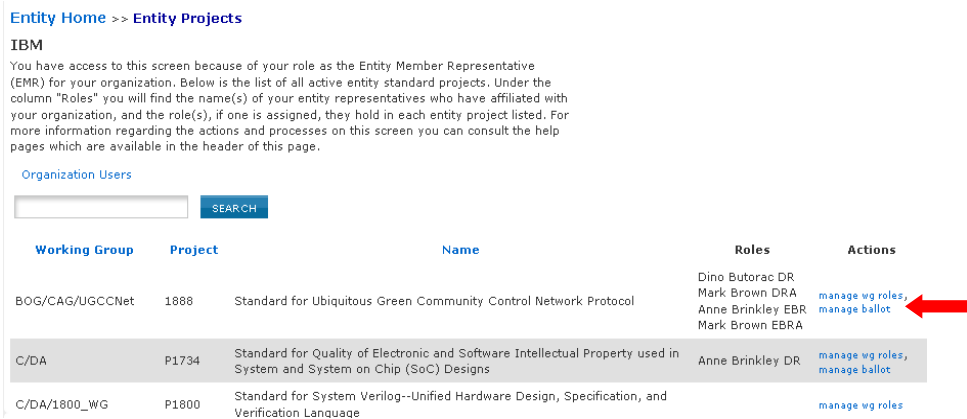 Entity Home >> Entity Projects
IBM
You have access to this screen because of your role as the Entity Member Representative
(EMR) for your organization. Below is the list of all active entity standard projects. Under the
column "Roles" you will find the name(s) of your entity representatives who have affiliated with
your organization, and the role(s), if one is assigned, they hold in each entity project listed. For
more information regarding the actions and processes on this screen you can consult the help
pages which are available in the header of this page.
Organization Users
SEARCH
Working Group Project Name Roles Actions
BOG/CAG/UGCCNet 1888 Standard for Ubiquitous Green Community Control Network Protocol
Dino Butorac DR
Mark Brown DRA
Anne Brinkley EBR
Mark Brown EBRA
manage wg roles,
manage ballot
C/DA P1734
Standard for Quality of Electronic and Software Intellectual Property used in
System and System on Chip (SoC) Designs
Anne Brinkley DR
manage wg roles,
manage ballot
C/DA/1800_WG P1800
Standard for System Verilog--Unified Hardware Design, Specification, and
Verification Language
manage wg roles